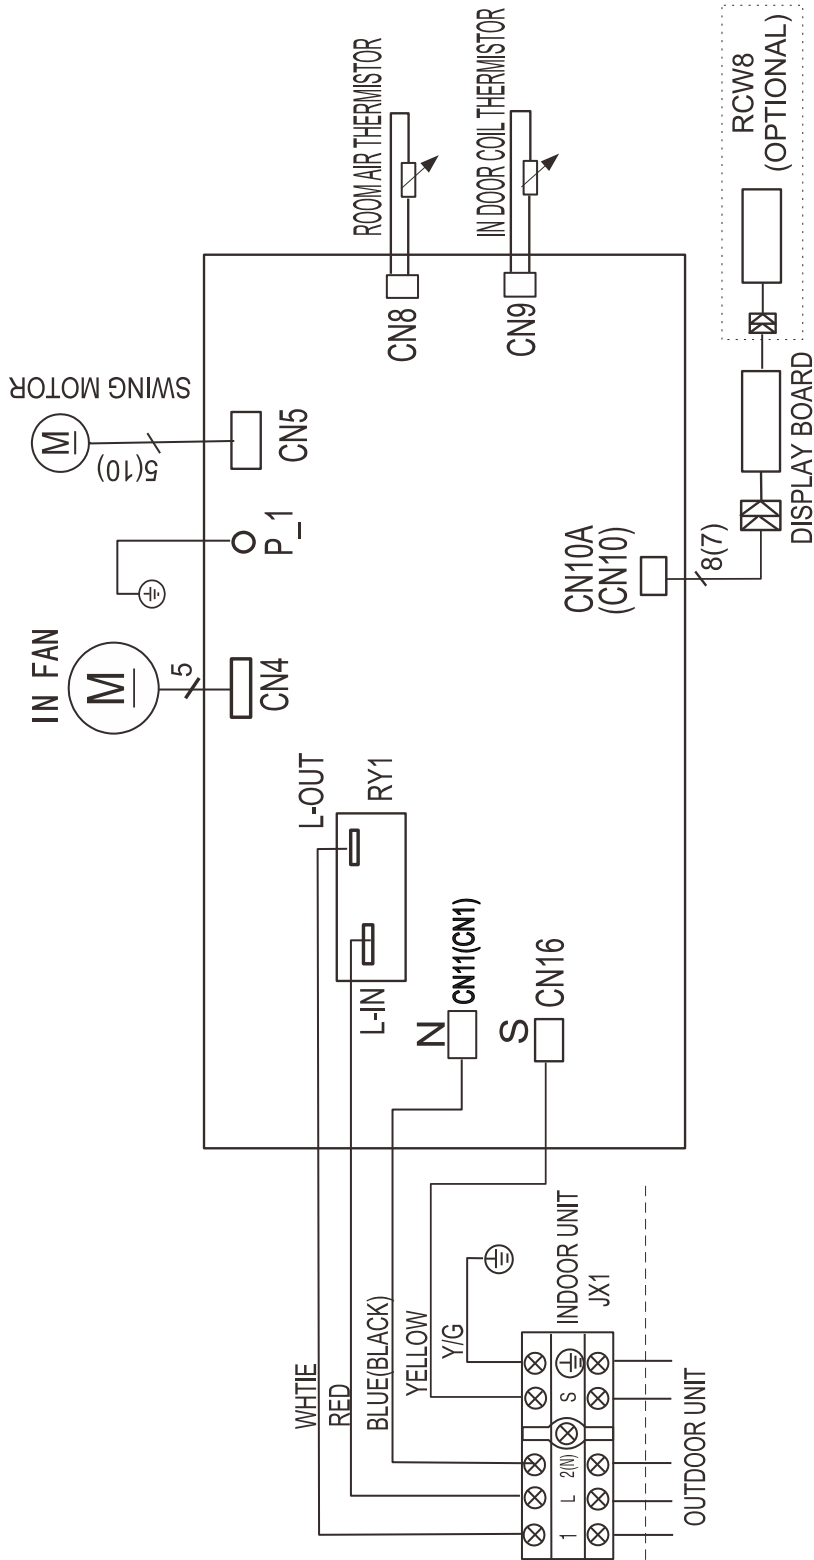 ROOM AIR THERMISTOR
IN DOOR COIL THERMISTOR
RCW8
(OPTIONAL)
CN8
CN9
SWING MOTOR
M
5(10)
CN5
P_1
DISPLAY BOARD
CN10A
(CN10)
8(7)
IN FAN
M
5
CN4
L-OUT
RY1
L-IN
N
CN11(CN1)
S
CN16
WHTIE
RED
BLUE(BLACK)
YELLOW
Y/G
INDOOR UNIT
JX1
1
L
2(N)
S
OUTDOOR UNIT